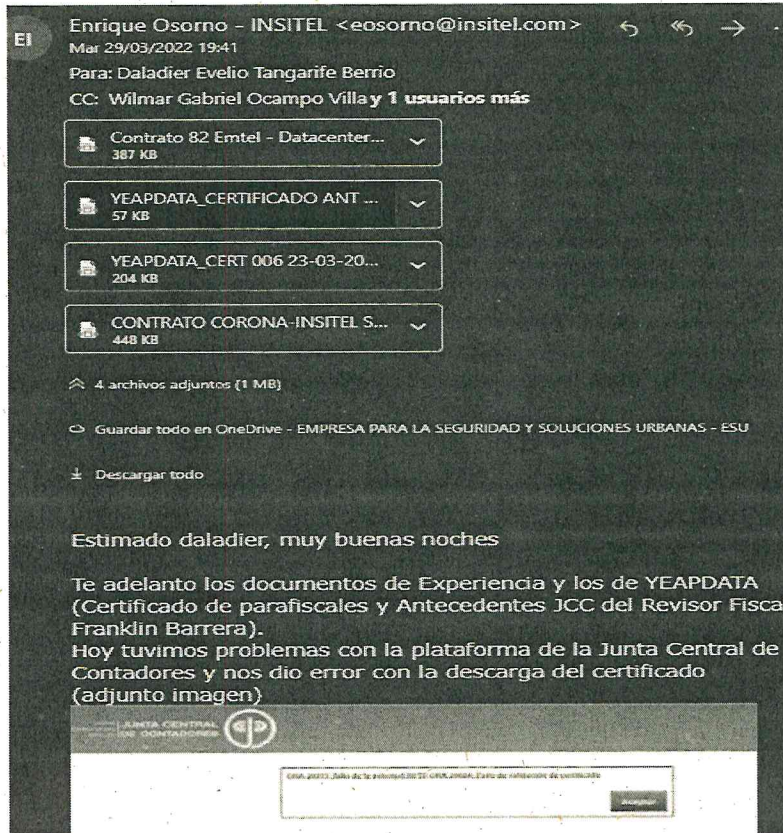 EI
Enrique Osorno - INSITEL <eosorno@insitel.com>
Mar 29/03/2022 19:41
Para: Daladier Evelio Tangarife Berrio
CC: Wilmar Gabriel Ocampo Villa y 1 usuarios más
Contrato 82 Emtel - Datacenter...
387 KB
YEAPDATA_CERTIFICADO ANT ...
57 KB
YEAPDATA_CERT 006 23-03-20...
204 KB
CONTRATO CORONA-INSITEL S...
448 KB
4 archivos adjuntos (1 MB)
Guardar todo en OneDrive - EMPRESA PARA LA SEGURIDAD Y SOLUCIONES URBANAS - ESU
Descargar todo
Estimado daladier, muy buenas noches
Te adelanto los documentos de Experiencia y los de YEAPDATA
(Certificado de parafiscales y Antecedentes JCC del Revisor Fisca
Franklin Barrera).
Hoy tuvimos problemas con la plataforma de la Junta Central de
Contadores y nos dio error con la descarga del certificado
(adjunto imagen)
JUNTA CENTRAL
DE CONTADORES
Aceptar